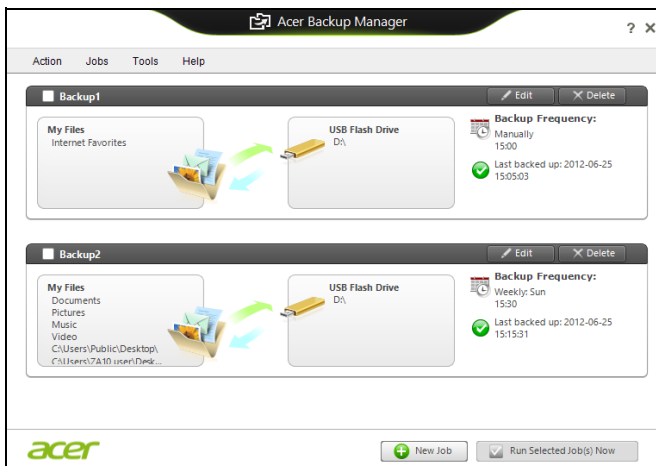 Acer Backup Manager
? X
Action Jobs Tools Help
Backup1
Edit
Delete
My Files
Internet Favorites
USB Flash Drive
D:\
Backup Frequency:
Manually
15:00
Last backed up: 2012-06-25
15:05:03
Backup2
Edit
Delete
My Files
Documents
Pictures
Music
Video
C:\Users\Public\Desktop\
C:\Users\ZA10 user\Desk...
USB Flash Drive
D:\
Backup Frequency:
Weekly: Sun
15:30
Last backed up: 2012-06-25
15:15:31
acer
New Job
Run Selected Job(s) Now